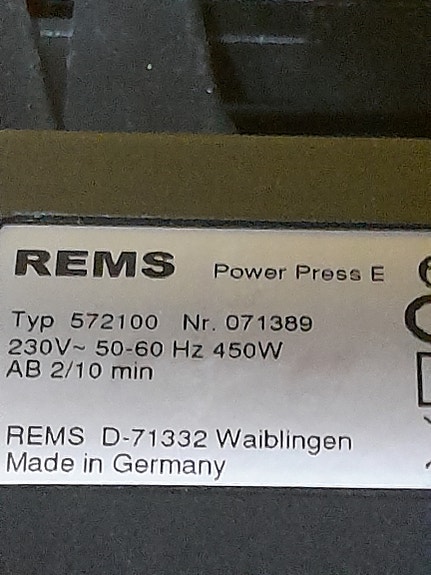 REMS Power Press E
Typ 572100 Nr. 071389
230V~ 50-60 Hz 450W
AB 2/10 min
REMS D-71332 Waiblingen
Made in Germany